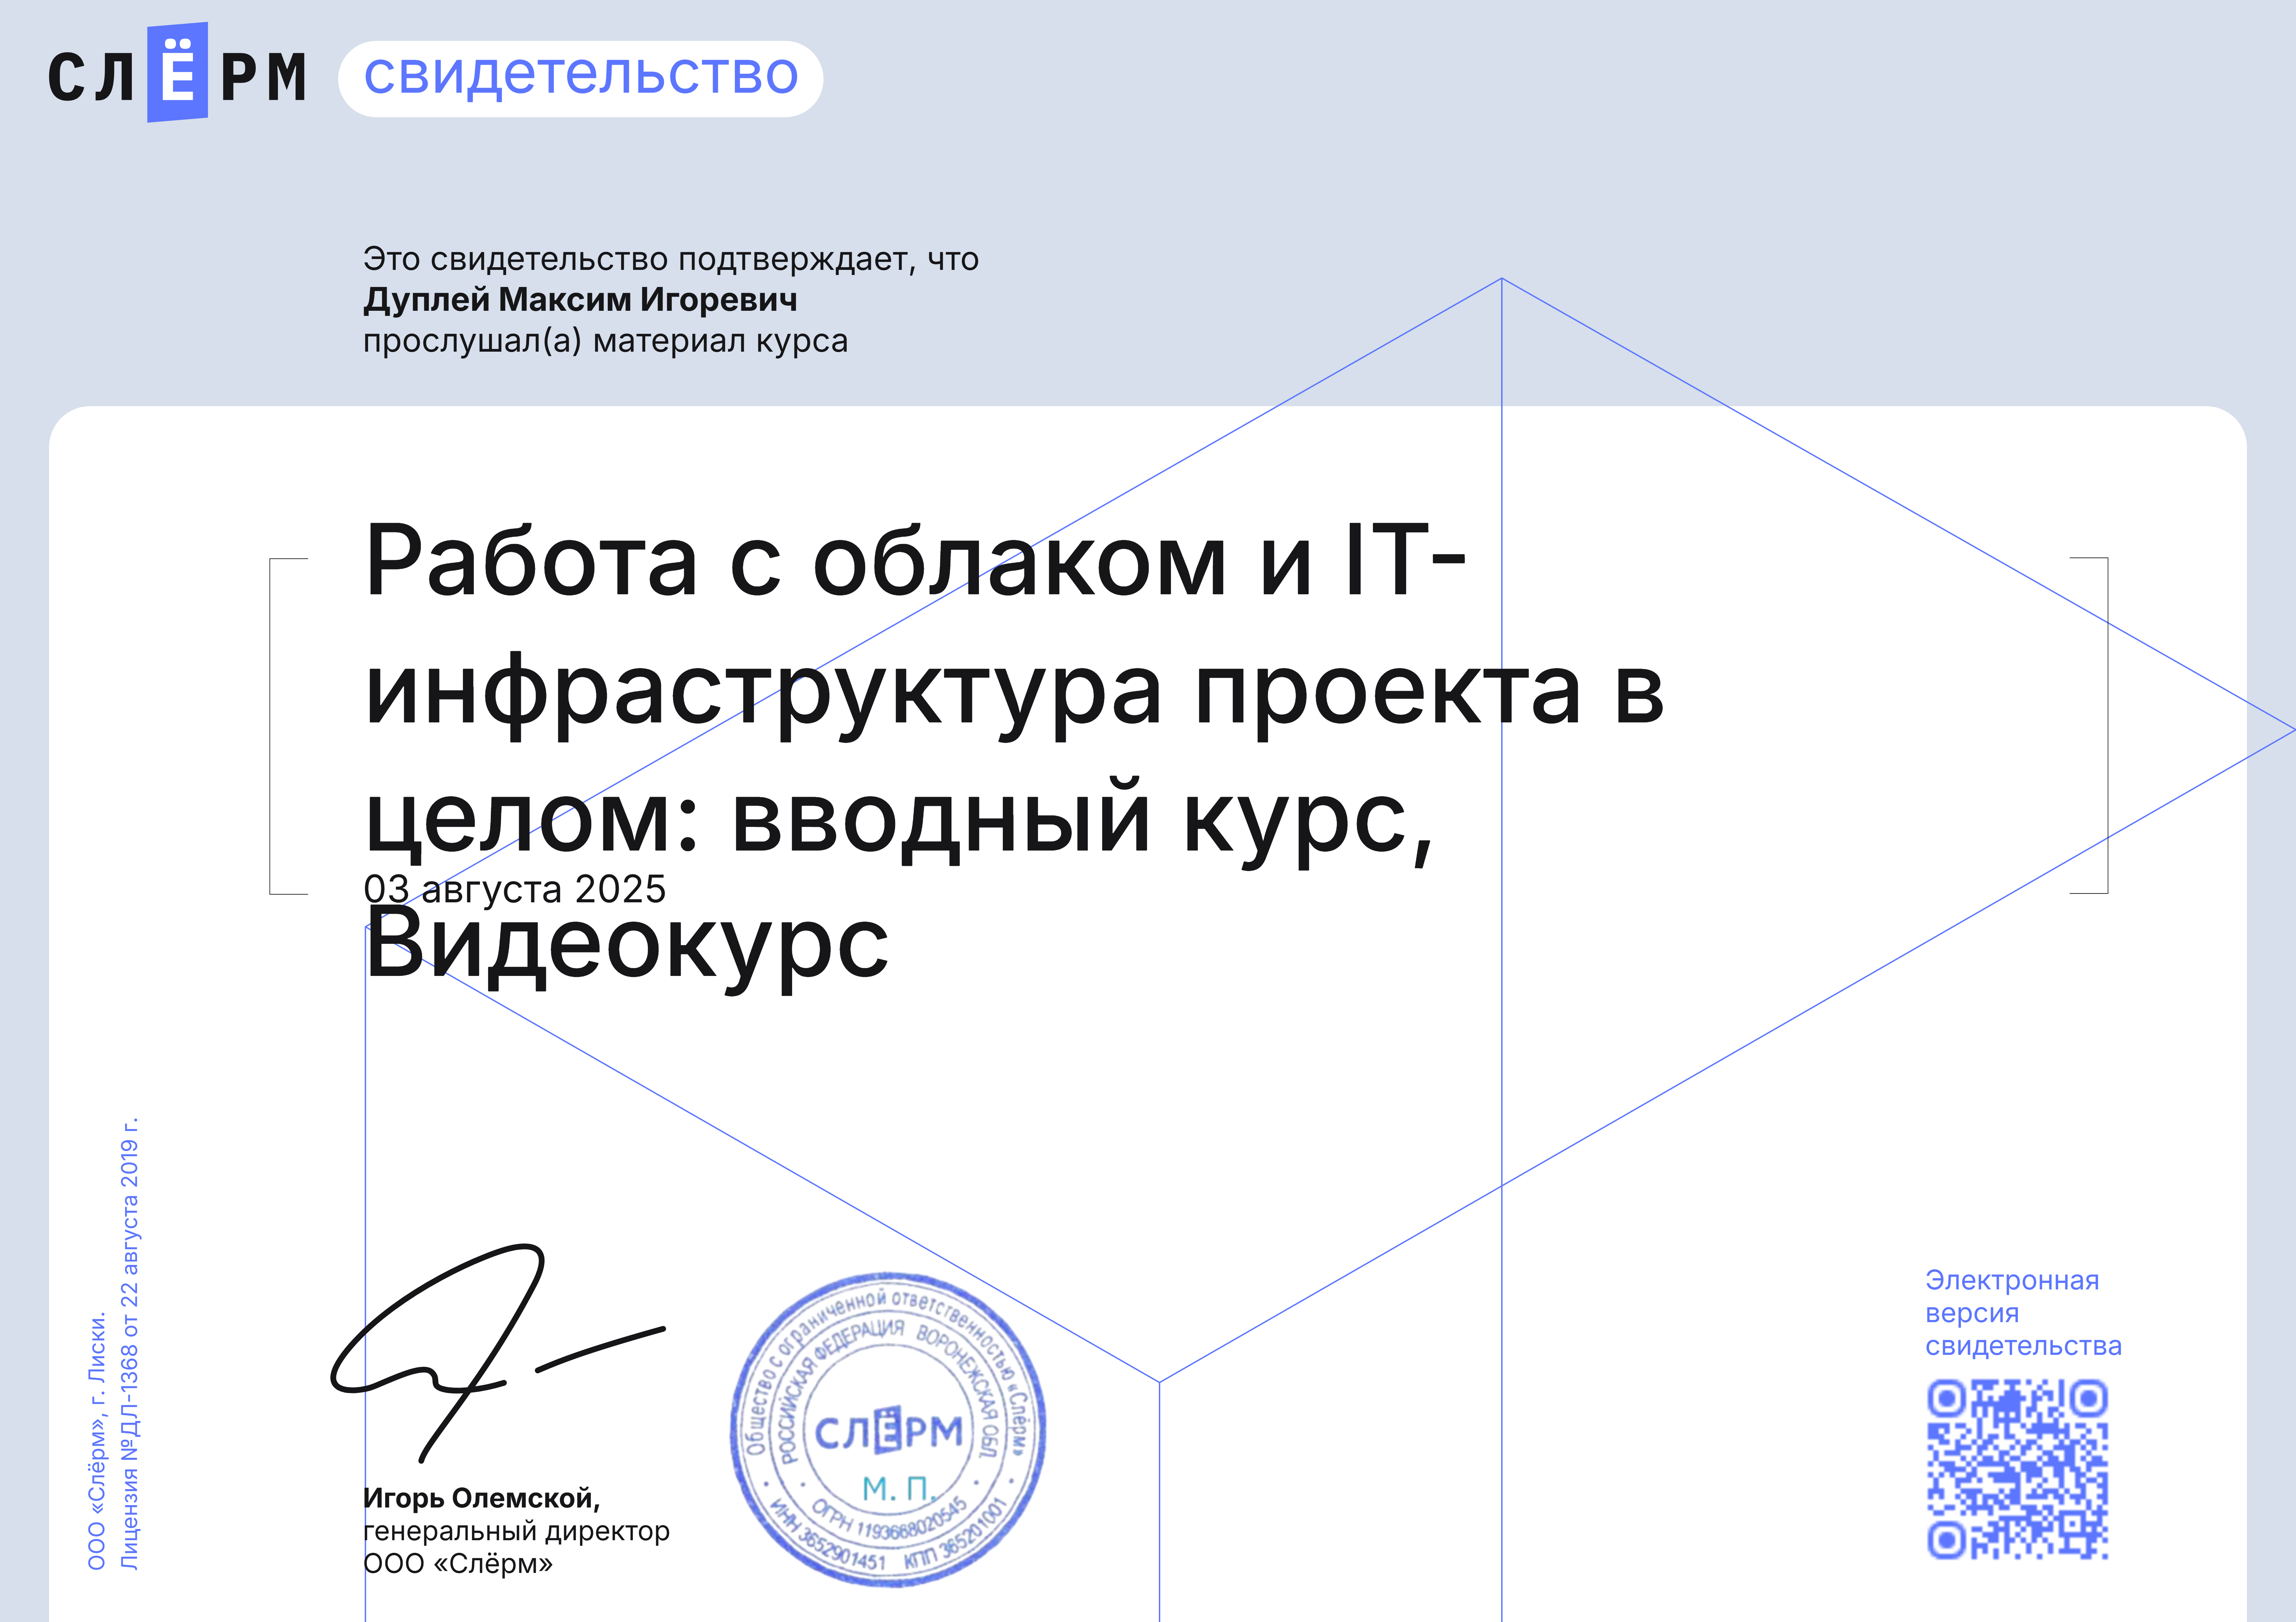 СЛЁРМ свидетельство
Это свидетельство подтверждает, что
Дуплей Максим Игоревич
прослушал(а) материал курса
Работа с облаком и IT-
инфраструктура проекта в
целом: вводный курс,
03 августа 2025
Видеокурс
ООО «Слёрм», г. Лиски.
Лицензия №ДЛ-1368 от 22 августа 2019 г.
Игорь Олемской,
генеральный директор
ООО «Слёрм»
Общество с ограниченной ответственностью «Слёрм»
РОССИЙСКАЯ ФЕДЕРАЦИЯ ВОРОНЕЖСКАЯ ОБЛ
СЛЁРМ
М. П.
ОГРН 1193668020545
ИНН 3652901451 КПП 365201001
Электронная
версия
свидетельства